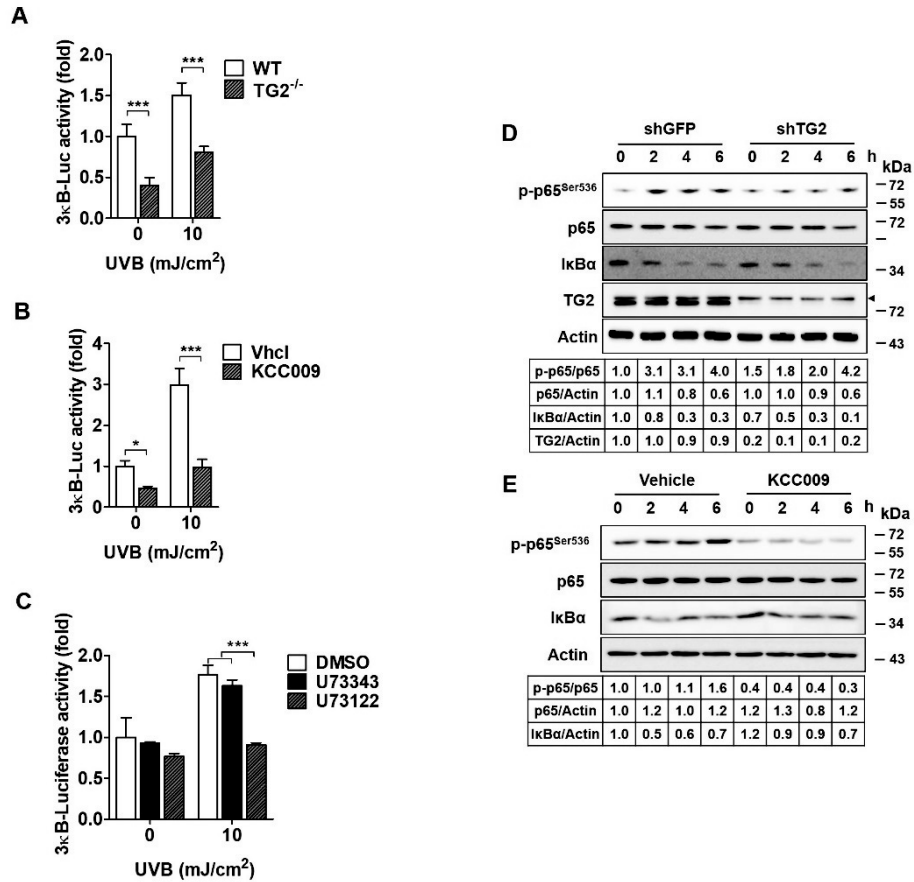 A
3κB-Luc activity (fold)
2.0
1.5
1.0
0.5
0.0
***
***
WT
TG2-/-
0 10
UVB (mJ/cm²)
B
3κB-Luc activity (fold)
4
3
2
1
0
*
***
Vhcl
KCC009
0 10
UVB (mJ/cm²)
C
3κB-Luciferase activity (fold)
2.0
1.5
1.0
0.5
0.0
***
DMSO
U73343
U73122
0 10
UVB (mJ/cm²)
D
shGFP shTG2
0 2 4 6 0 2 4 6 h
kDa
p-p65Ser536
72
55
p65
72
IκBα
34
TG2
72
Actin
43
p-p65/p65 1.0 3.1 3.1 4.0 1.5 1.8 2.0 4.2
p65/Actin 1.0 1.1 0.8 0.6 1.0 1.0 0.9 0.6
IκBα/Actin 1.0 0.8 0.3 0.3 0.7 0.5 0.3 0.1
TG2/Actin 1.0 1.0 0.9 0.9 0.2 0.1 0.1 0.2
E
Vehicle KCC009
0 2 4 6 0 2 4 6 h
kDa
p-p65Ser536
72
55
p65
72
55
IκBα
34
Actin
43
p-p65/p65 1.0 1.0 1.1 1.6 0.4 0.4 0.4 0.3
p65/Actin 1.0 1.2 1.0 1.2 1.2 1.3 0.8 1.2
IκBα/Actin 1.0 0.5 0.6 0.7 1.2 0.9 0.9 0.7